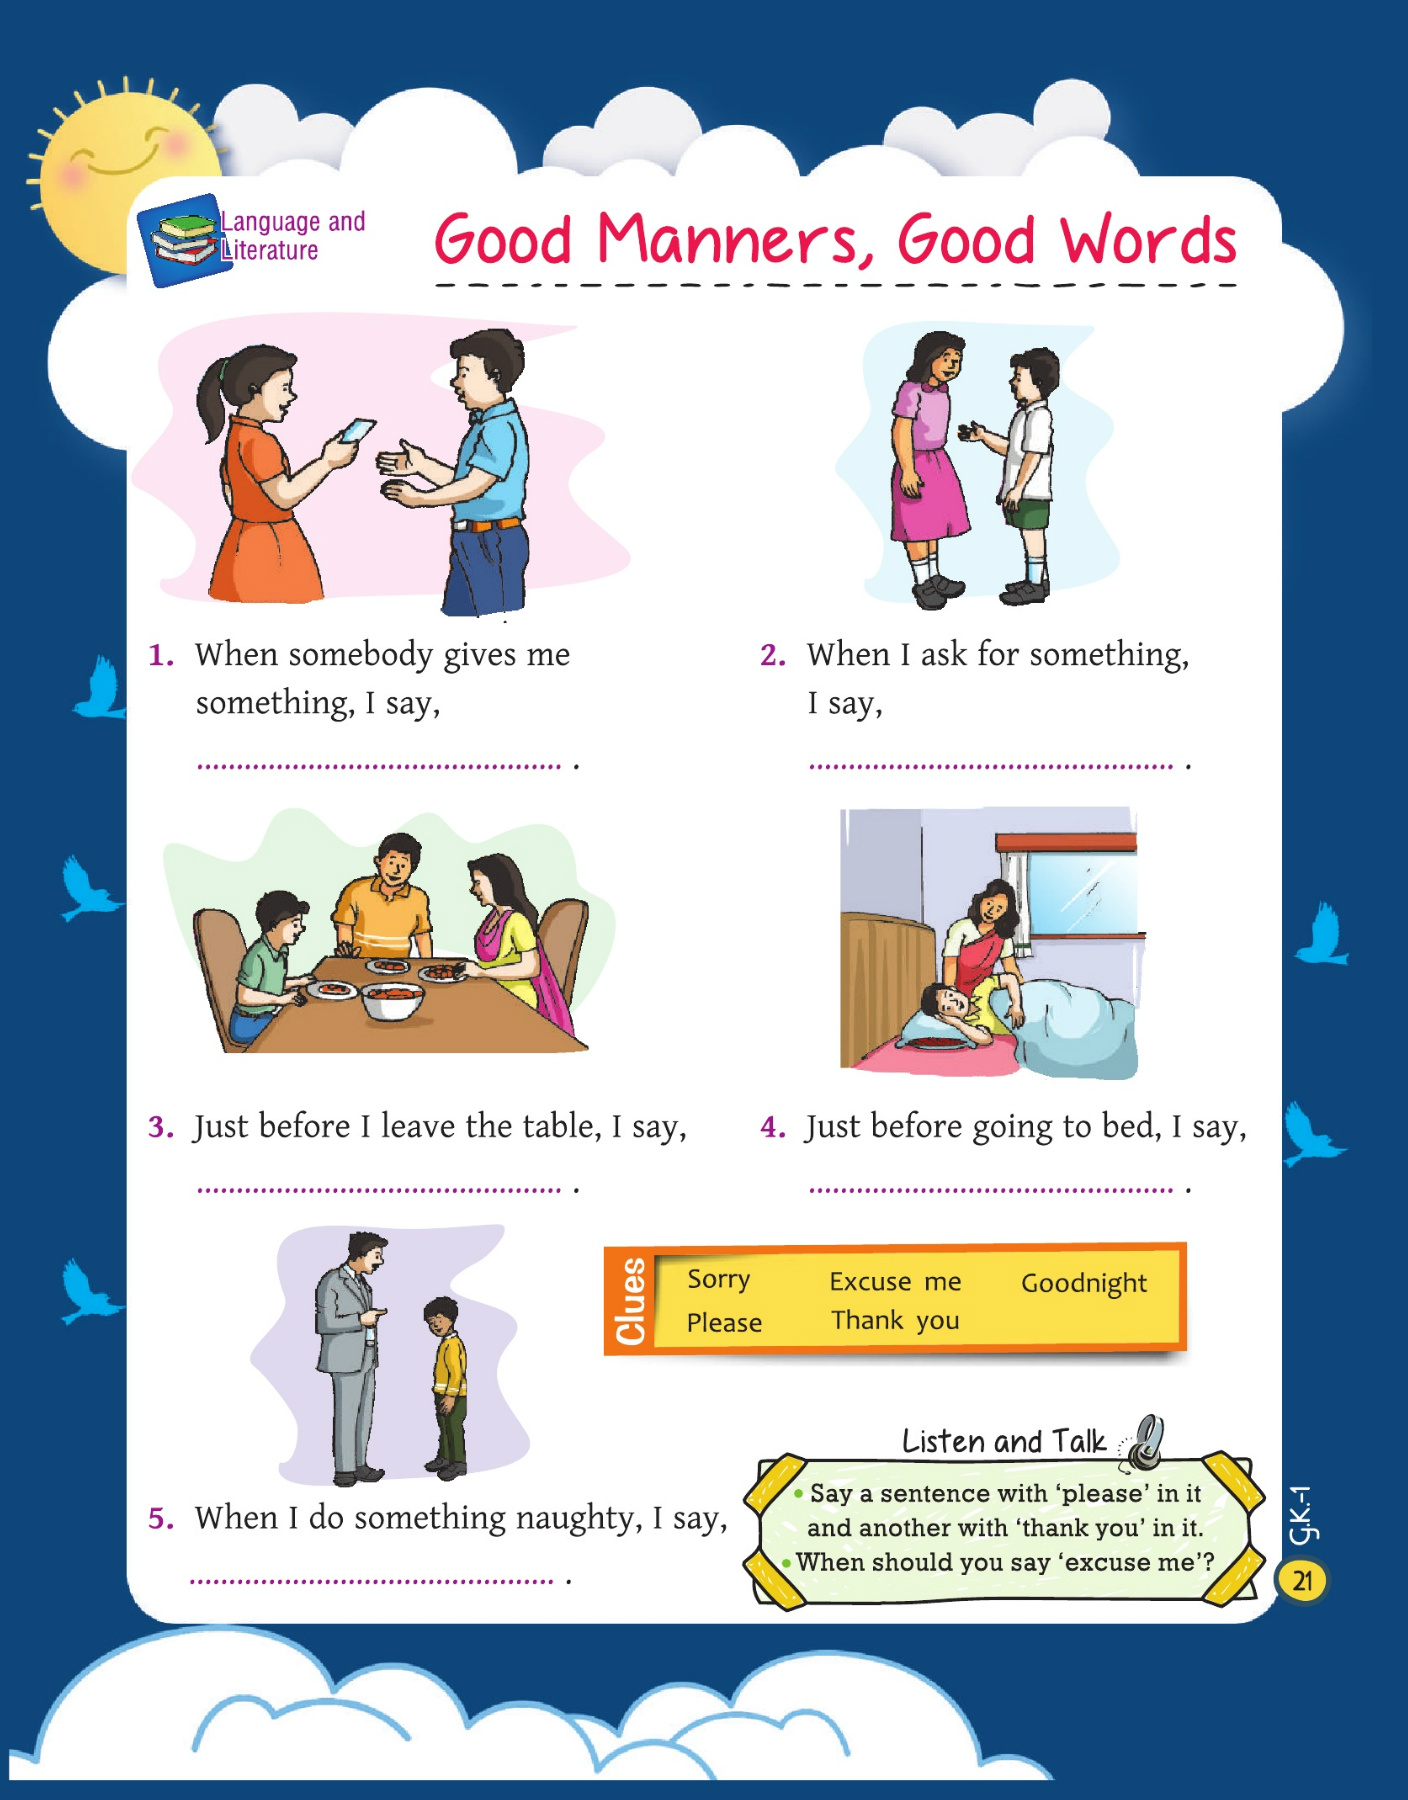 Language and
Literature
Good Manners, Good Words
1. When somebody gives me
something, I say,
.
2. When I ask for something,
I say,
.
3. Just before I leave the table, I say,
.
4. Just before going to bed, I say,
.
Clues
Sorry Excuse me Goodnight
Please Thank you
5. When I do something naughty, I say,
.
Listen and Talk
• Say a sentence with ‘please’ in it
and another with ‘thank you’ in it.
• When should you say ‘excuse me’?
G.K.-1
21